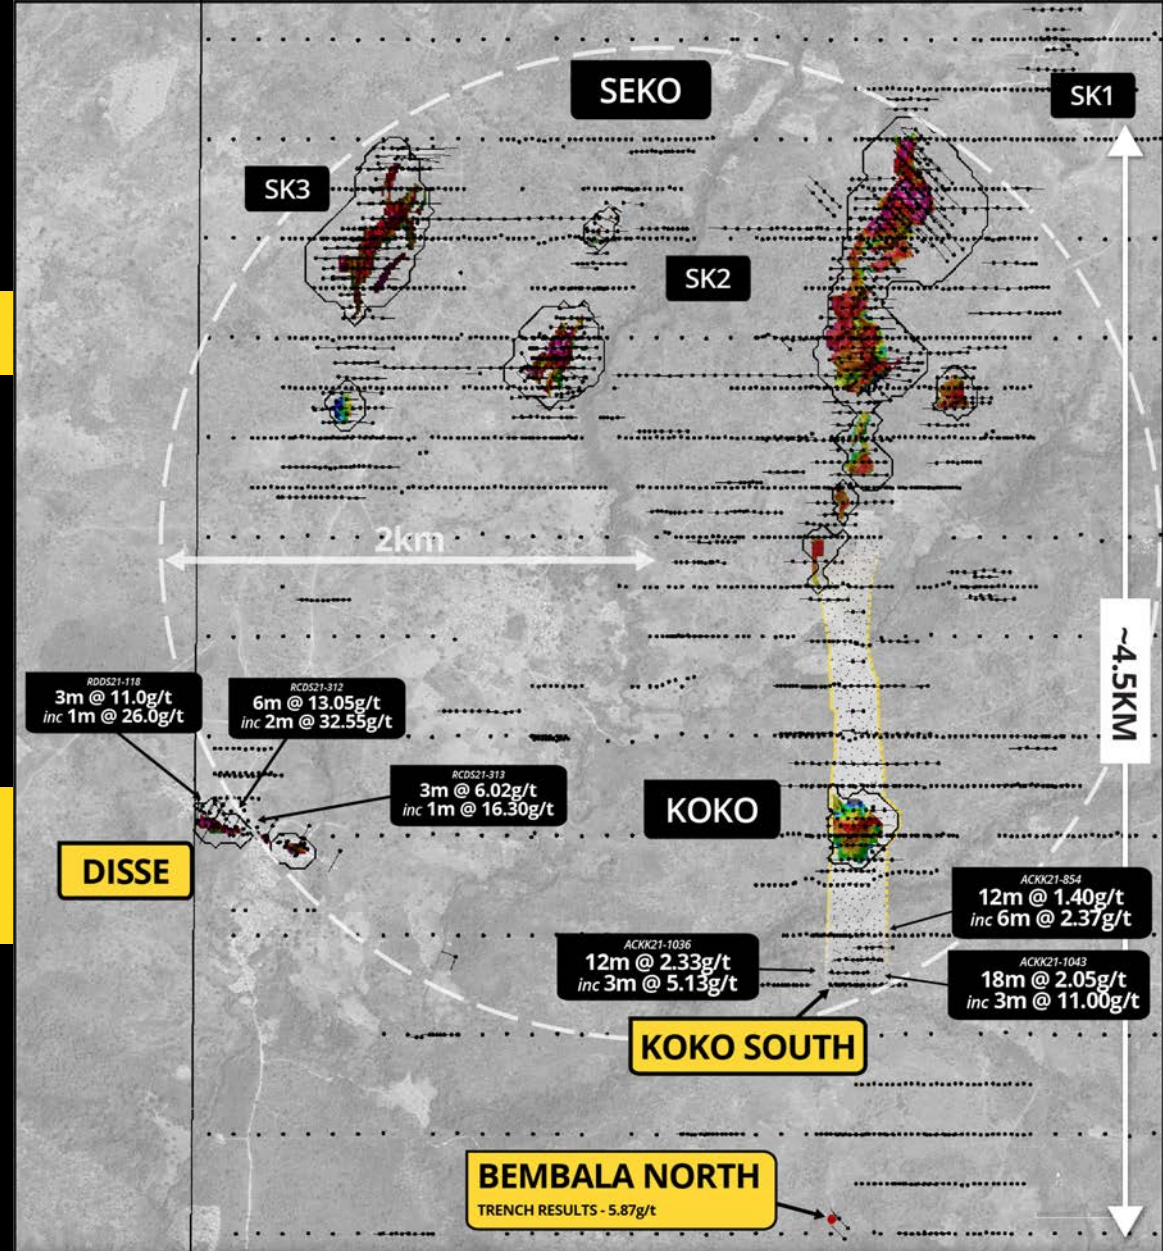 SEKO
SK1
SK3
SK2
2km
~4.5KM
RDDS21-118
3m @ 11.0g/t
inc 1m @ 26.0g/t
RCDS21-312
6m @ 13.05g/t
inc 2m @ 32.55g/t
RCDS21-313
3m @ 6.02g/t
inc 1m @ 16.30g/t
KOKO
DISSE
ACKK21-854
12m @ 1.40g/t
inc 6m @ 2.37g/t
ACKK21-1036
12m @ 2.33g/t
inc 3m @ 5.13g/t
ACKK21-1043
18m @ 2.05g/t
inc 3m @ 11.00g/t
KOKO SOUTH
BEMBALA NORTH
TRENCH RESULTS - 5.87g/t